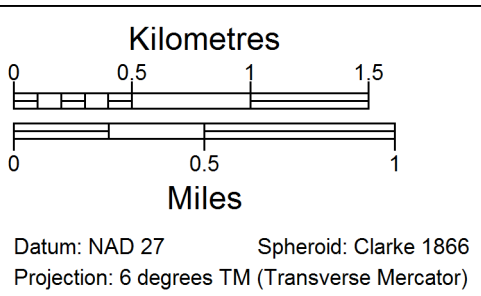 Kilometres
0 0.5 1 1.5
0 0.5 1
Miles
Datum: NAD 27 Spheroid: Clarke 1866
Projection: 6 degrees TM (Transverse Mercator)